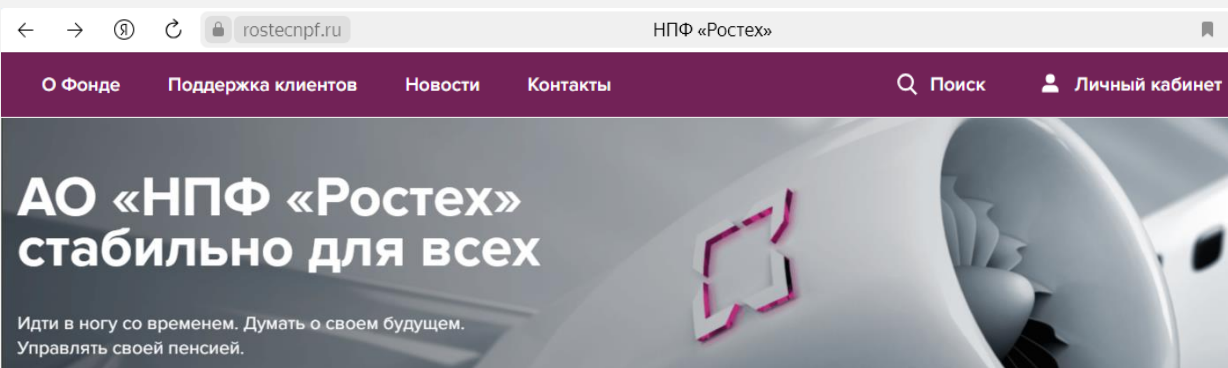 rostecnpf.ru
НПФ «Ростех»
О Фонде Поддержка клиентов Новости Контакты Поиск Личный кабинет
АО «НПФ «Ростех»
стабильно для всех
Идти в ногу со временем. Думать о своем будущем.
Управлять своей пенсией.